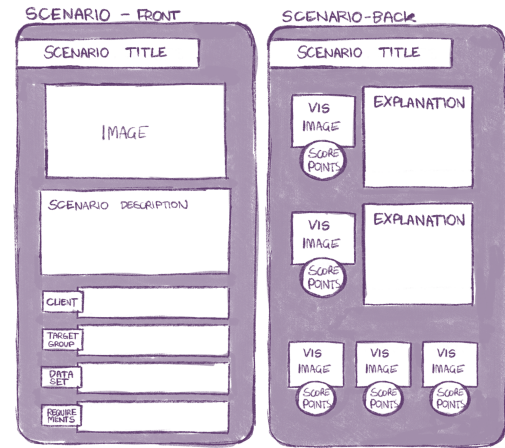 SCENARIO - FRONT
SCENARIO TITLE
IMAGE
SCENARIO DESCRIPTION
CLIENT
TARGET
GROUP
DATA
SET
REQUIRE
MENTS
SCENARIO-BACK
SCENARIO TITLE
VIS
IMAGE
SCORE
POINTS
EXPLANATION
VIS
IMAGE
SCORE
POINTS
EXPLANATION
VIS
IMAGE
SCORE
POINTS
VIS
IMAGE
SCORE
POINTS
VIS
IMAGE
SCORE
POINTS